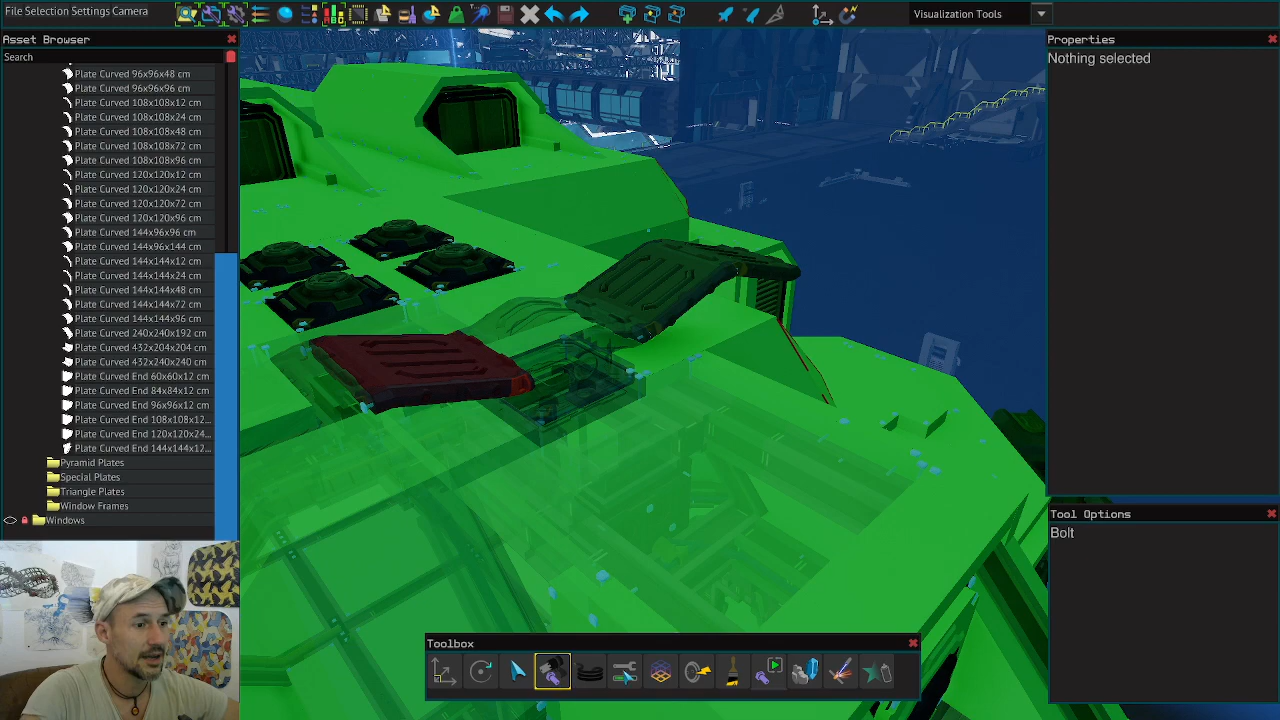 File Selection Settings Camera
Visualization Tools
Asset Browser
Search
Plate Curved 96x96x48 cm
Plate Curved 96x96x96 cm
Plate Curved 108x108x12 cm
Plate Curved 108x108x24 cm
Plate Curved 108x108x48 cm
Plate Curved 108x108x72 cm
Plate Curved 108x108x96 cm
Plate Curved 120x120x12 cm
Plate Curved 120x120x24 cm
Plate Curved 120x120x72 cm
Plate Curved 120x120x96 cm
Plate Curved 144x96x96 cm
Plate Curved 144x96x144 cm
Plate Curved 144x144x12 cm
Plate Curved 144x144x24 cm
Plate Curved 144x144x48 cm
Plate Curved 144x144x72 cm
Plate Curved 144x144x96 cm
Plate Curved 240x240x192 cm
Plate Curved 432x204x204 cm
Plate Curved 432x240x240 cm
Plate Curved End 60x60x12 cm
Plate Curved End 84x84x12 cm
Plate Curved End 96x96x12 cm
Plate Curved End 108x108x12...
Plate Curved End 120x120x24...
Plate Curved End 144x144x12...
Pyramid Plates
Special Plates
Triangle Plates
Window Frames
Windows
Properties
Nothing selected
Tool Options
Bolt
Toolbox